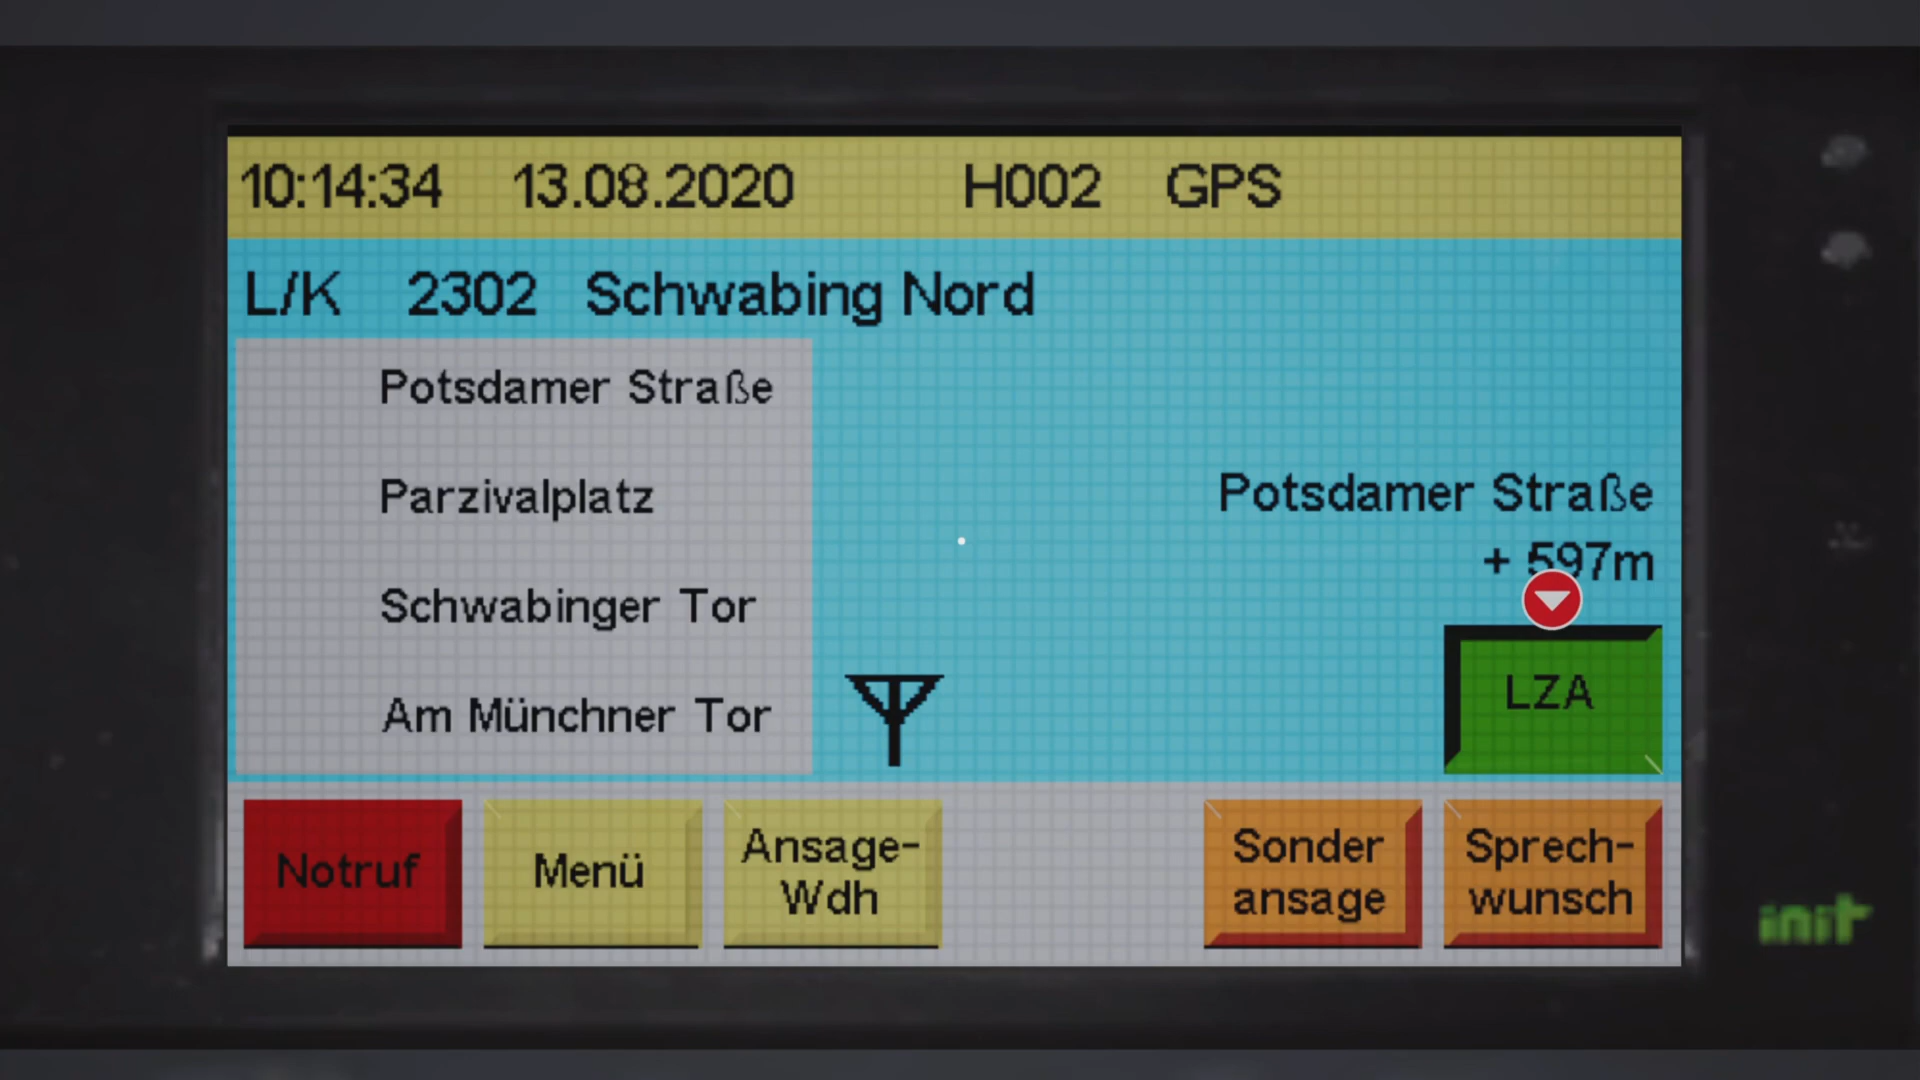 10:14:34 13.08.2020 H002 GPS
L/K 2302 Schwabing Nord
Potsdamer Straße
Parzivalplatz
Schwabinger Tor
Am Münchner Tor
Potsdamer Straße
+ 597m
LZA
Notruf
Menü
Ansage-
Wdh
Sonder
ansage
Sprech-
wunsch
init